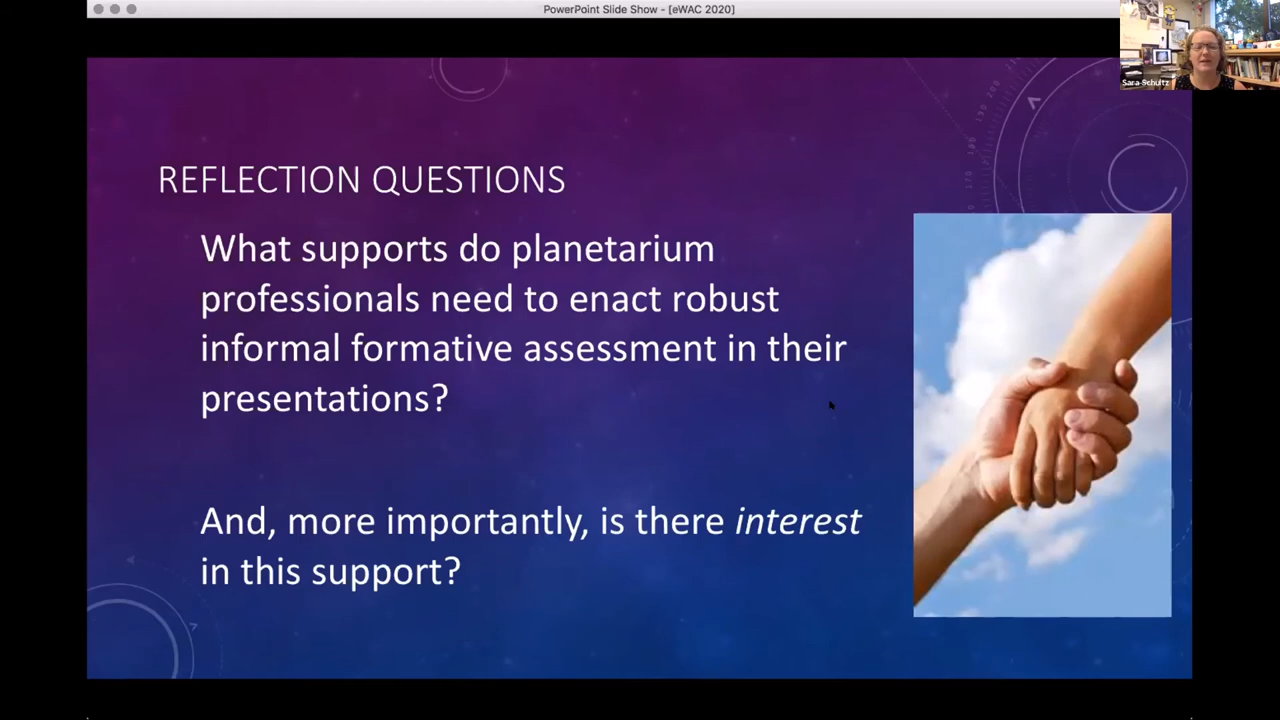 PowerPoint Slide Show - [eWAC 2020]
Sara Schultz
REFLECTION QUESTIONS
What supports do planetarium
professionals need to enact robust
informal formative assessment in their
presentations?
And, more importantly, is there interest
in this support?